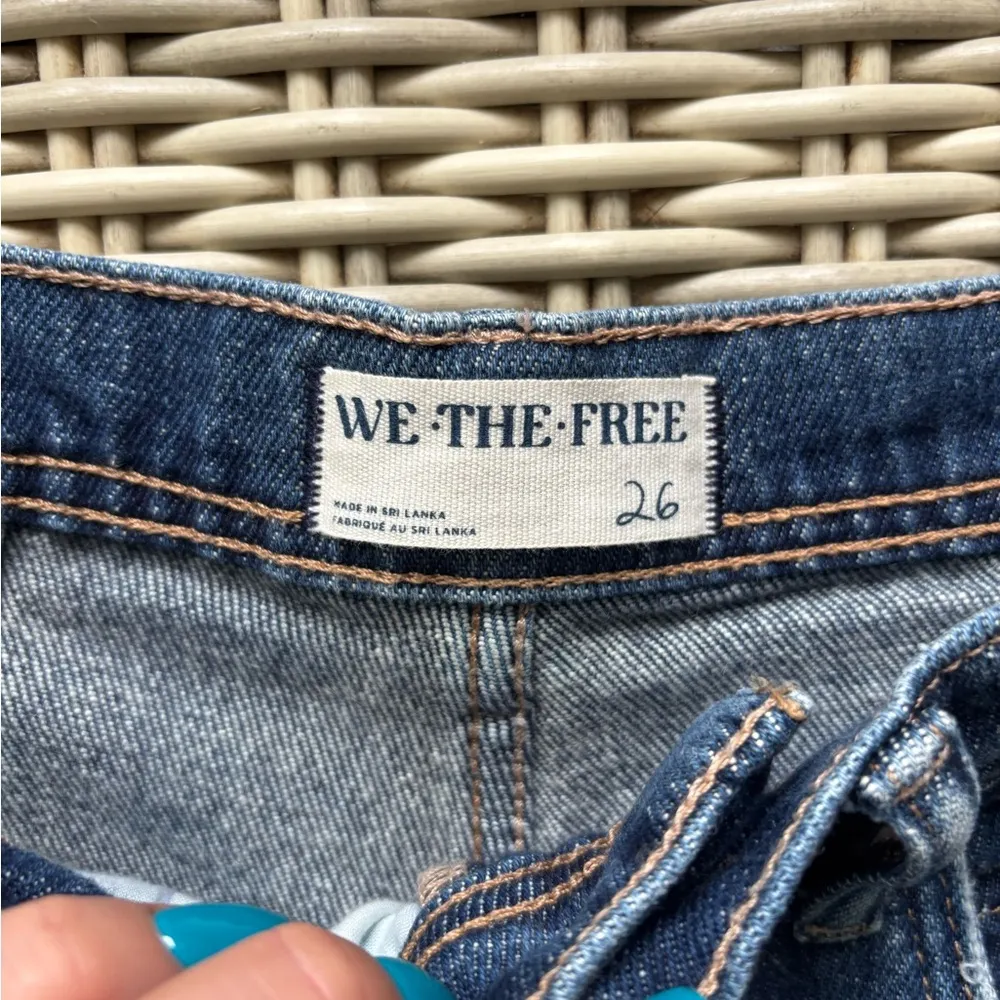 WE·THE·FREE
MADE IN SRI LANKA
FABRIQUÉ AU SRI LANKA
26